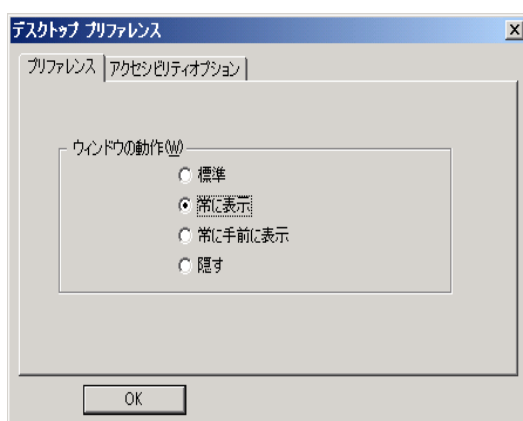 デスクトップ プリファレンス
プリファレンス アクセシビリティオプション
ウィンドウの動作(W)
標準
常に表示
常に手前に表示
隠す
OK